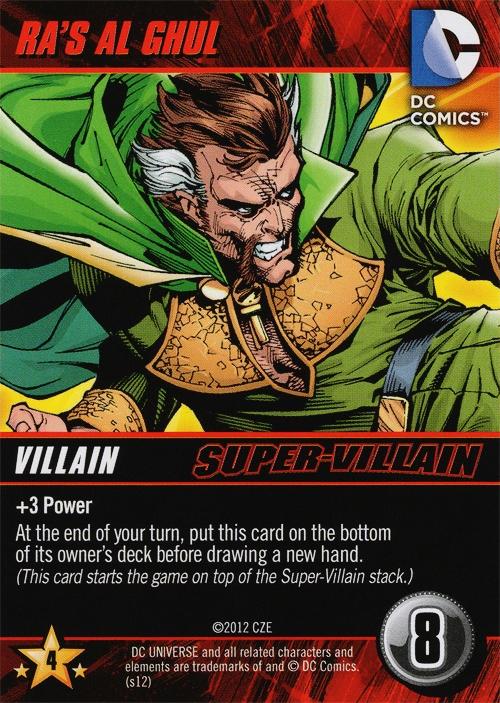 RA'S AL GHUL
DC
DC
COMICS™
VILLAIN
SUPER-VILLAIN
+3 Power
At the end of your turn, put this card on the bottom
of its owner's deck before drawing a new hand.
(This card starts the game on top of the Super-Villain stack.)
©2012 CZE
4
DC UNIVERSE and all related characters and
elements are trademarks of and © DC Comics.
(s12)
8